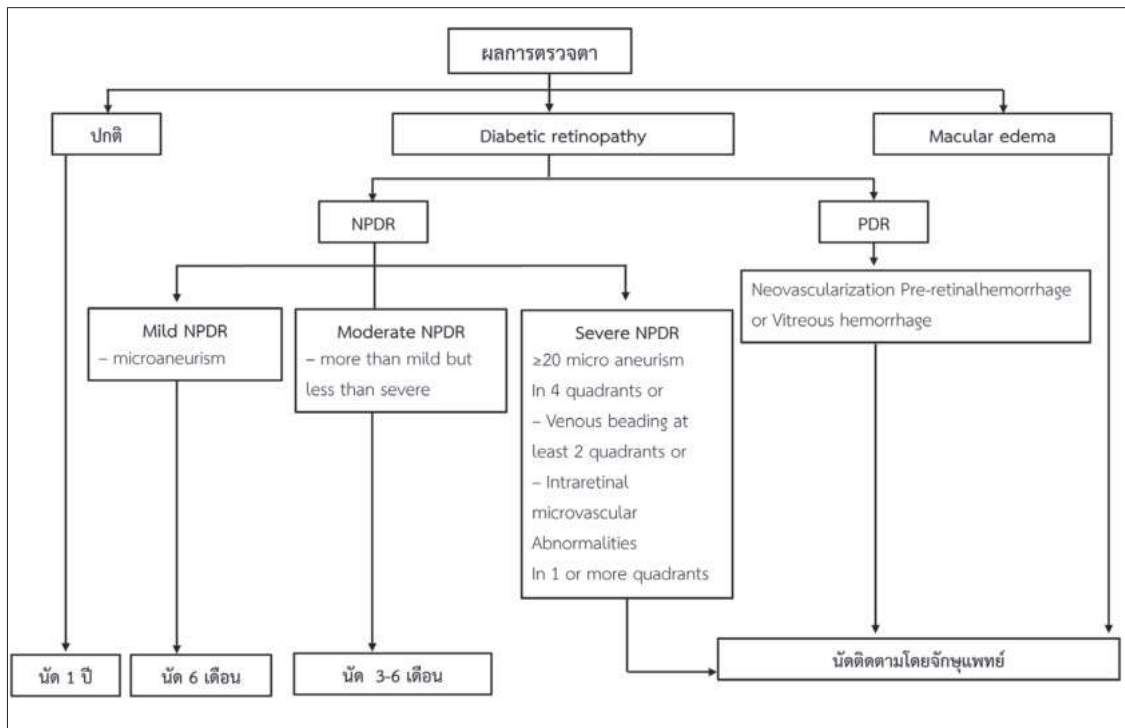 ผลการตรวจตา
ปกติ
Diabetic retinopathy
Macular edema
NPDR
PDR
Mild NPDR
– microaneurism
Moderate NPDR
– more than mild but
less than severe
Severe NPDR
≥20 micro aneurism
In 4 quadrants or
– Venous beading at
least 2 quadrants or
– Intraretinal
microvascular
Abnormalities
In 1 or more quadrants
Neovascularization Pre-retinalhemorrhage
or Vitreous hemorrhage
นัด 1 ปี
นัด 6 เดือน
นัด 3-6 เดือน
นัดติดตามโดยจักษุแพทย์